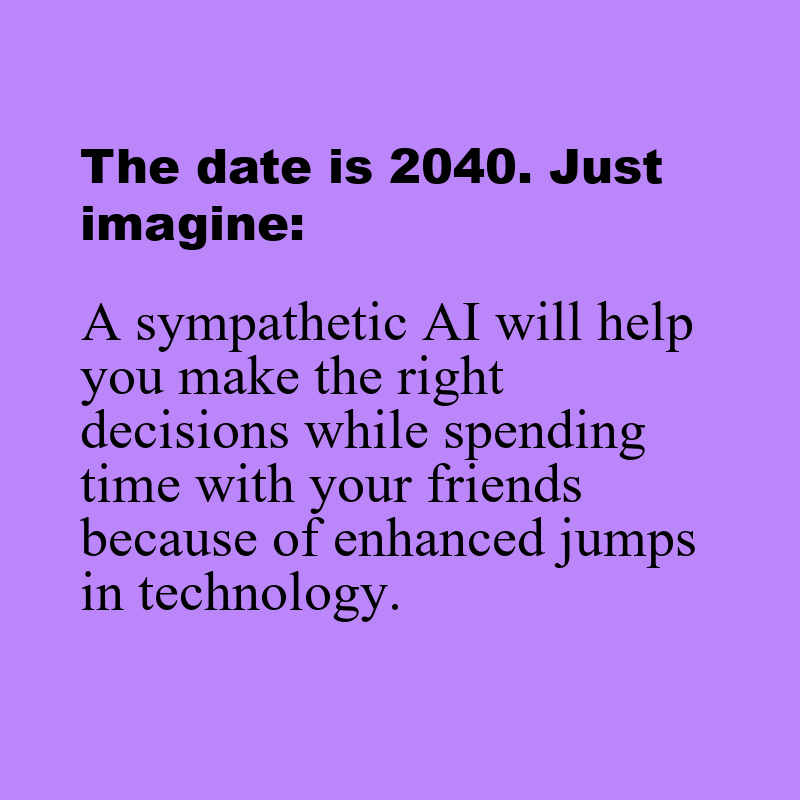 The date is 2040. Just
imagine:
A sympathetic AI will help
you make the right
decisions while spending
time with your friends
because of enhanced jumps
in technology.